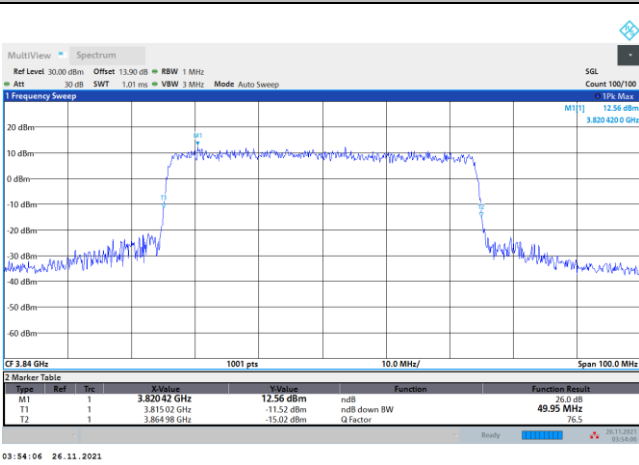 MultiView Spectrum
Ref Level 30.00 dBm Offset 13.90 dB RBW 1 MHz SGL
Att 30 dB SWT 1.01 ms VBW 3 MHz Mode Auto Sweep Count 100/100
1 Frequency Sweep 1Pk Max
M1[1] 12.56 dBm
3.820 420 0 GHz
20 dBm
M1
10 dBm
0 dBm
T1
-10 dBm
T2
-20 dBm
-30 dBm
-40 dBm
-50 dBm
-60 dBm
CF 3.84 GHz 1001 pts 10.0 MHz/ Span 100.0 MHz
2 Marker Table
Type Ref Trc X-Value Y-Value Function Function Result
M1 1 3.820 42 GHz 12.56 dBm ndB 26.0 dB
T1 1 3.815 02 GHz -11.52 dBm ndB down BW 49.95 MHz
T2 1 3.864 98 GHz -15.02 dBm Q Factor 76.5
Ready 26.11.2021
03:54:06
03:54:06 26.11.2021